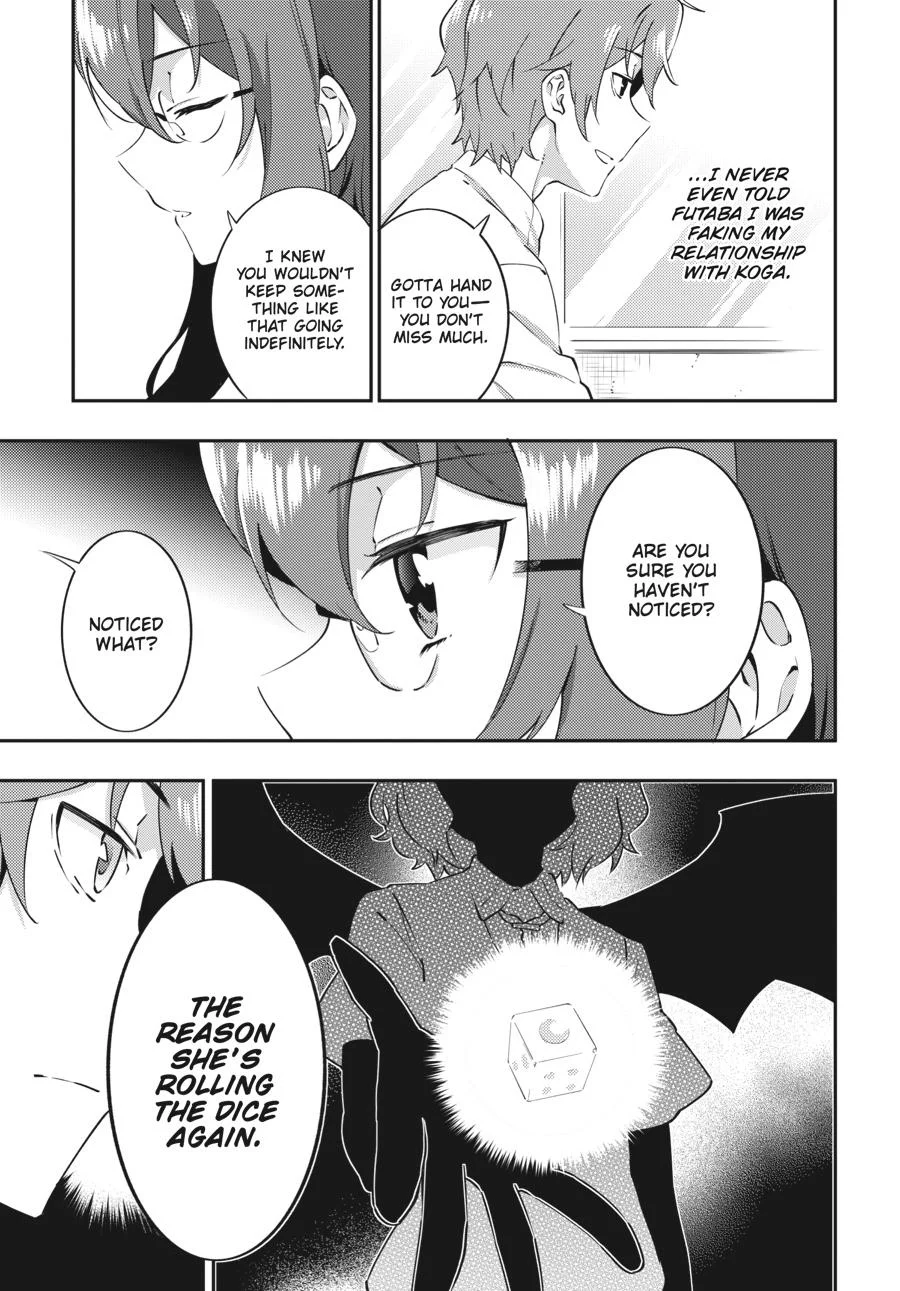 ...I NEVER
EVEN TOLD
FUTABA I WAS
FAKING MY
RELATIONSHIP
WITH KOGA.
GOTTA HAND
IT TO YOU—
YOU DON'T
MISS MUCH.
I KNEW
YOU WOULDN'T
KEEP SOME-
THING LIKE
THAT GOING
INDEFINITELY.
ARE YOU
SURE YOU
HAVEN'T
NOTICED?
NOTICED
WHAT?
THE
REASON
SHE'S
ROLLING
THE DICE
AGAIN.